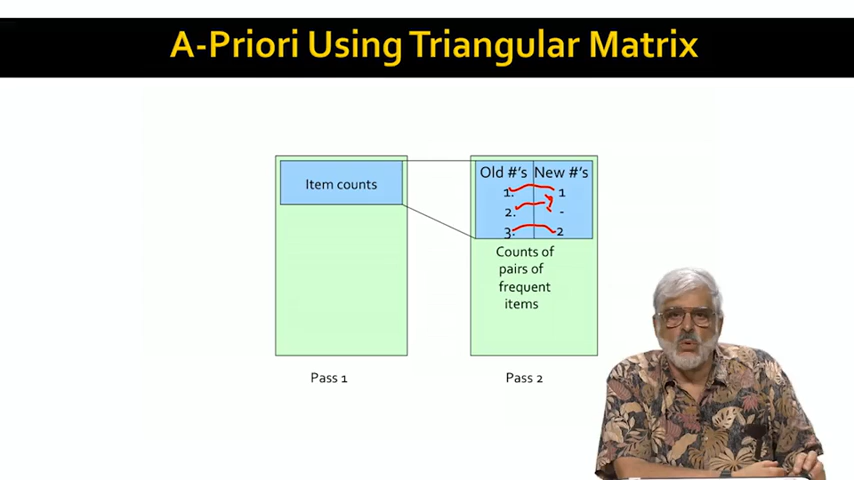 A-Priori Using Triangular Matrix
Item counts
Old #'s New #'s
1. 1
2. -
3. 2
Counts of
pairs of
frequent
items
Pass 1
Pass 2